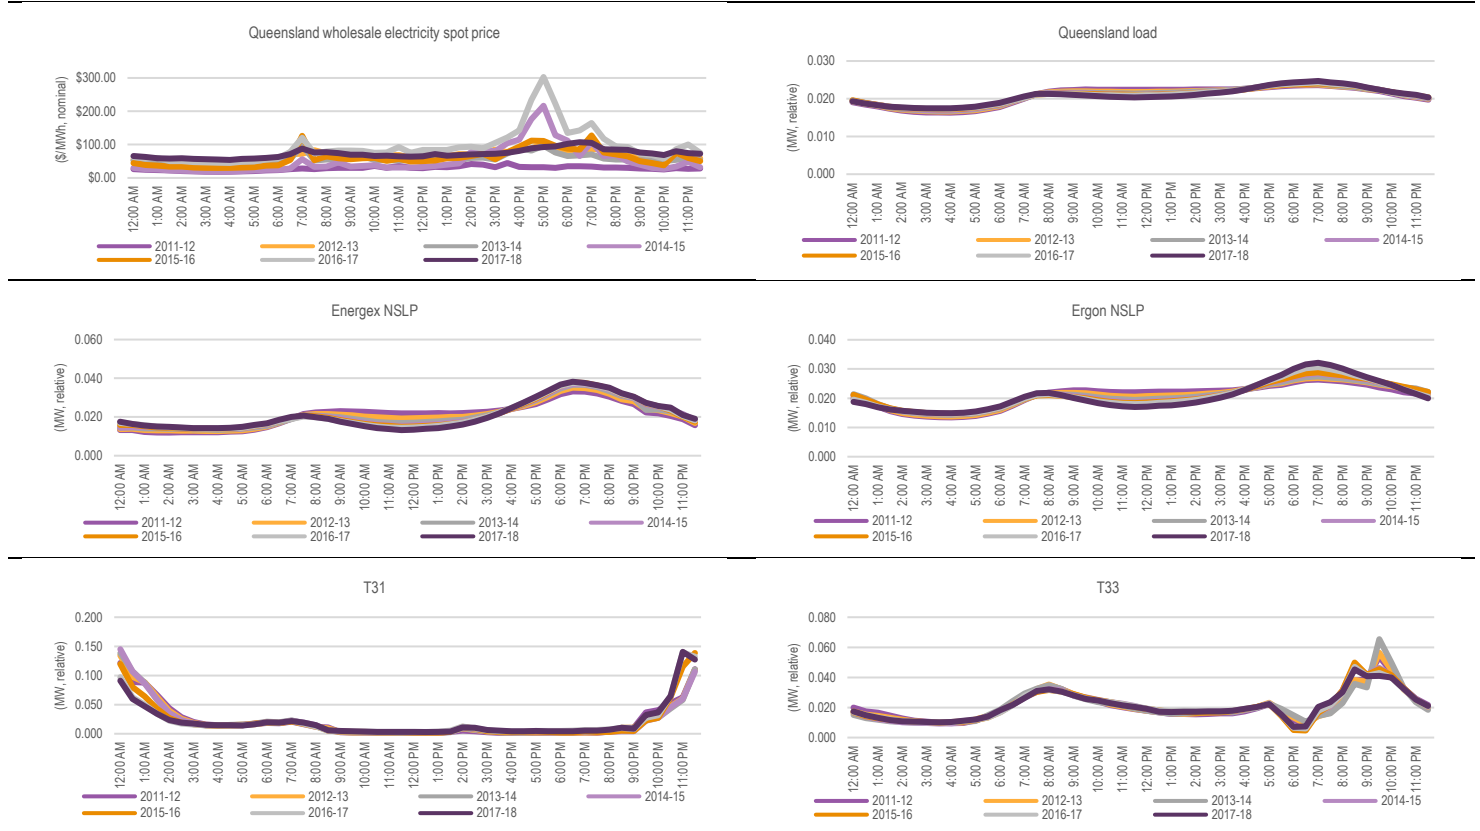 Queensland wholesale electricity spot price
($/MWh, nominal)
$300.00
$200.00
$100.00
$0.00
12:00 AM
1:00 AM
2:00 AM
3:00 AM
4:00 AM
5:00 AM
6:00 AM
7:00 AM
8:00 AM
9:00 AM
10:00 AM
11:00 AM
12:00 PM
1:00 PM
2:00 PM
3:00 PM
4:00 PM
5:00 PM
6:00 PM
7:00 PM
8:00 PM
9:00 PM
10:00 PM
11:00 PM
2011-12 2012-13 2013-14 2014-15
2015-16 2016-17 2017-18
Queensland load
(MW, relative)
0.030
0.020
0.010
0.000
12:00 AM
1:00 AM
2:00 AM
3:00 AM
4:00 AM
5:00 AM
6:00 AM
7:00 AM
8:00 AM
9:00 AM
10:00 AM
11:00 AM
12:00 PM
1:00 PM
2:00 PM
3:00 PM
4:00 PM
5:00 PM
6:00 PM
7:00 PM
8:00 PM
9:00 PM
10:00 PM
11:00 PM
2011-12 2012-13 2013-14 2014-15
2015-16 2016-17 2017-18
Energex NSLP
(MW, relative)
0.060
0.040
0.020
0.000
12:00 AM
1:00 AM
2:00 AM
3:00 AM
4:00 AM
5:00 AM
6:00 AM
7:00 AM
8:00 AM
9:00 AM
10:00 AM
11:00 AM
12:00 PM
1:00 PM
2:00 PM
3:00 PM
4:00 PM
5:00 PM
6:00 PM
7:00 PM
8:00 PM
9:00 PM
10:00 PM
11:00 PM
2011-12 2012-13 2013-14 2014-15
2015-16 2016-17 2017-18
Ergon NSLP
(MW, relative)
0.040
0.030
0.020
0.010
0.000
12:00 AM
1:00 AM
2:00 AM
3:00 AM
4:00 AM
5:00 AM
6:00 AM
7:00 AM
8:00 AM
9:00 AM
10:00 AM
11:00 AM
12:00 PM
1:00 PM
2:00 PM
3:00 PM
4:00 PM
5:00 PM
6:00 PM
7:00 PM
8:00 PM
9:00 PM
10:00 PM
11:00 PM
2011-12 2012-13 2013-14 2014-15
2015-16 2016-17 2017-18
T31
(MW, relative)
0.200
0.150
0.100
0.050
0.000
12:00 AM
1:00 AM
2:00 AM
3:00 AM
4:00 AM
5:00 AM
6:00 AM
7:00 AM
8:00 AM
9:00 AM
10:00 AM
11:00 AM
12:00 PM
1:00 PM
2:00 PM
3:00 PM
4:00 PM
5:00 PM
6:00 PM
7:00 PM
8:00 PM
9:00 PM
10:00 PM
11:00 PM
2011-12 2012-13 2013-14 2014-15
2015-16 2016-17 2017-18
T33
(MW, relative)
0.080
0.060
0.040
0.020
0.000
12:00 AM
1:00 AM
2:00 AM
3:00 AM
4:00 AM
5:00 AM
6:00 AM
7:00 AM
8:00 AM
9:00 AM
10:00 AM
11:00 AM
12:00 PM
1:00 PM
2:00 PM
3:00 PM
4:00 PM
5:00 PM
6:00 PM
7:00 PM
8:00 PM
9:00 PM
10:00 PM
11:00 PM
2011-12 2012-13 2013-14 2014-15
2015-16 2016-17 2017-18